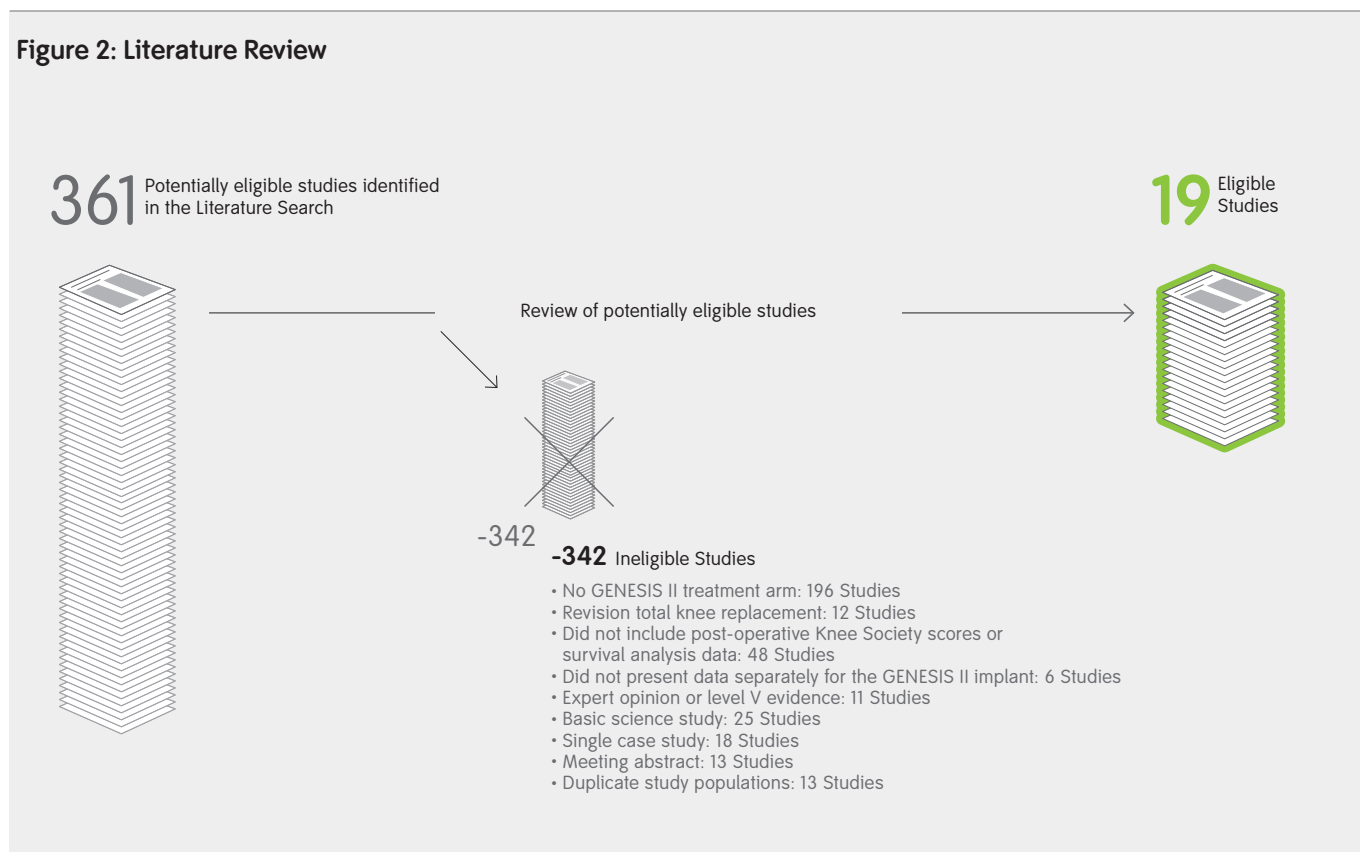 Figure 2: Literature Review
361 Potentially eligible studies identified
in the Literature Search
19 Eligible
Studies
Review of potentially eligible studies
-342
-342 Ineligible Studies
• No GENESIS II treatment arm: 196 Studies
• Revision total knee replacement: 12 Studies
• Did not include post-operative Knee Society scores or
survival analysis data: 48 Studies
• Did not present data separately for the GENESIS II implant: 6 Studies
• Expert opinion or level V evidence: 11 Studies
• Basic science study: 25 Studies
• Single case study: 18 Studies
• Meeting abstract: 13 Studies
• Duplicate study populations: 13 Studies